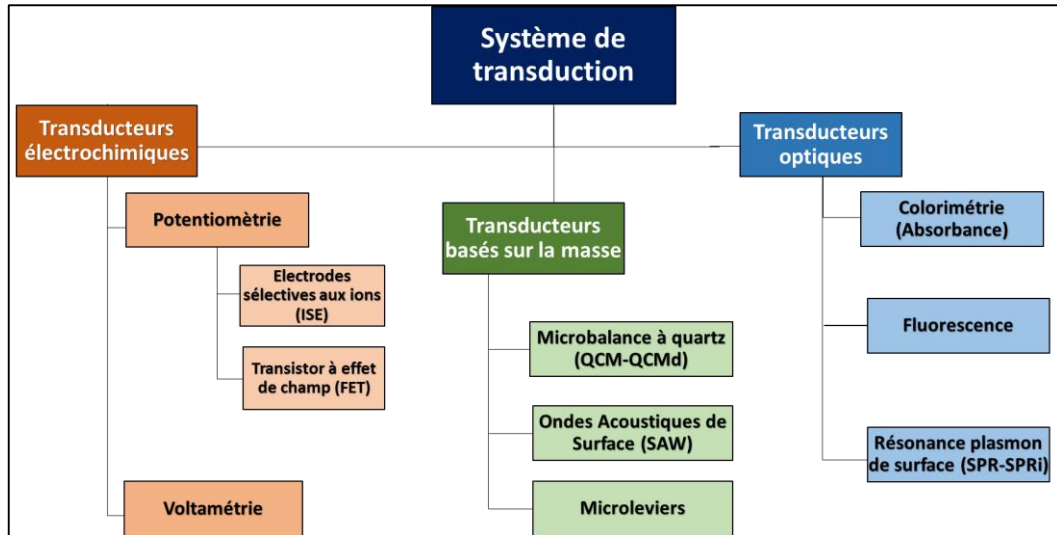 Système de
transduction
Transducteurs
électrochimiques
Potentiomètrie
Electrodes
sélectives aux ions
(ISE)
Transistor à effet
de champ (FET)
Voltamétrie
Transducteurs
basés sur la masse
Microbalance à quartz
(QCM-QCMd)
Ondes Acoustiques de
Surface (SAW)
Microleviers
Transducteurs
optiques
Colorimétrie
(Absorbance)
Fluorescence
Résonance plasmon
de surface (SPR-SPRi)